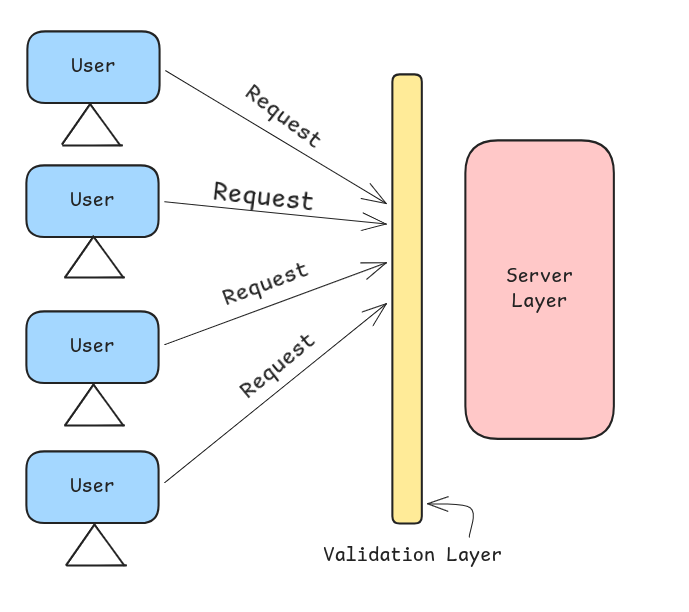 User
Request
User
Request
Server
Layer
Request
User
Request
User
Validation Layer